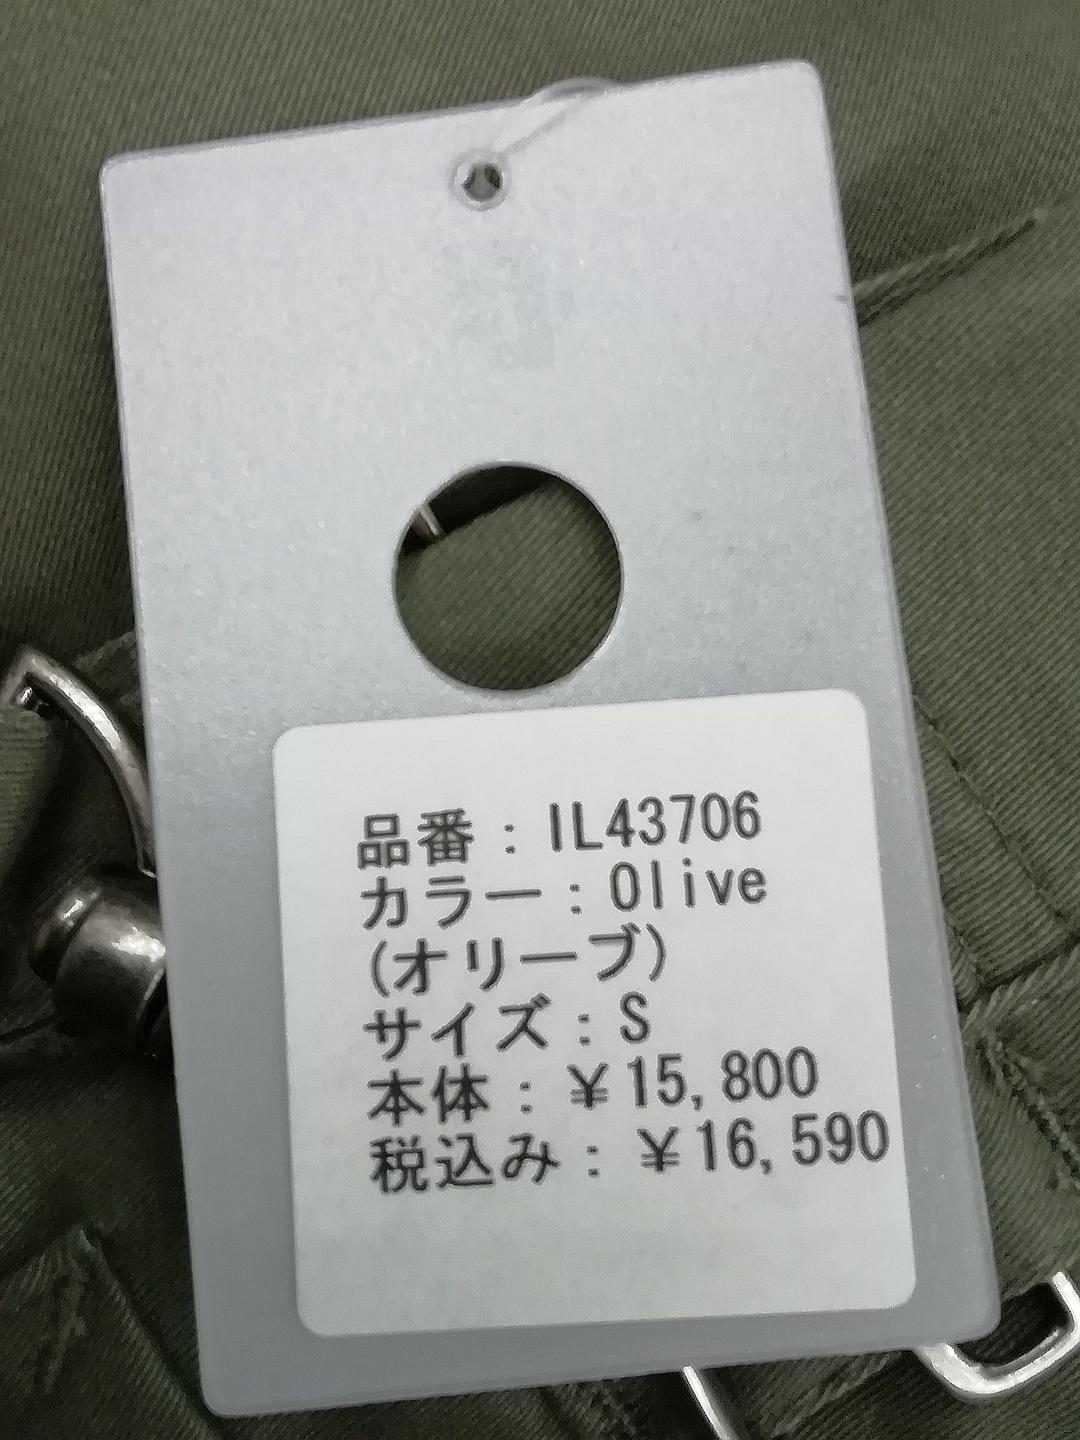 品番：IL43706
カラー：Olive
(オリーブ)
サイズ：S
本体：￥15,800
税込み：￥16,590